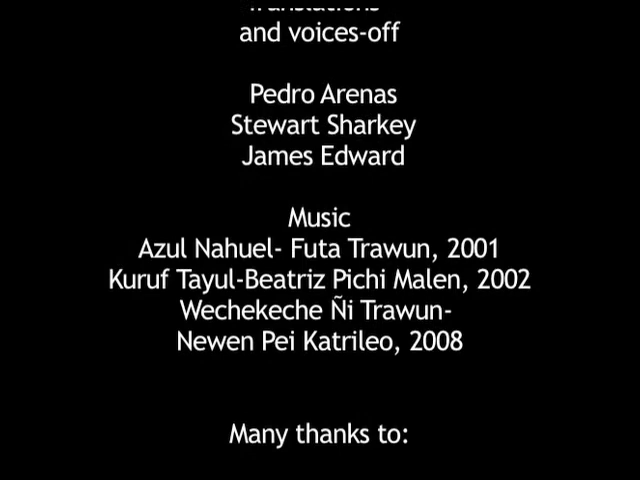 Translations
and voices-off
Pedro Arenas
Stewart Sharkey
James Edward
Music
Azul Nahuel- Futa Trawun, 2001
Kuruf Tayul-Beatriz Pichi Malen, 2002
Wechekeche Ñi Trawun-
Newen Pei Katrileo, 2008
Many thanks to: